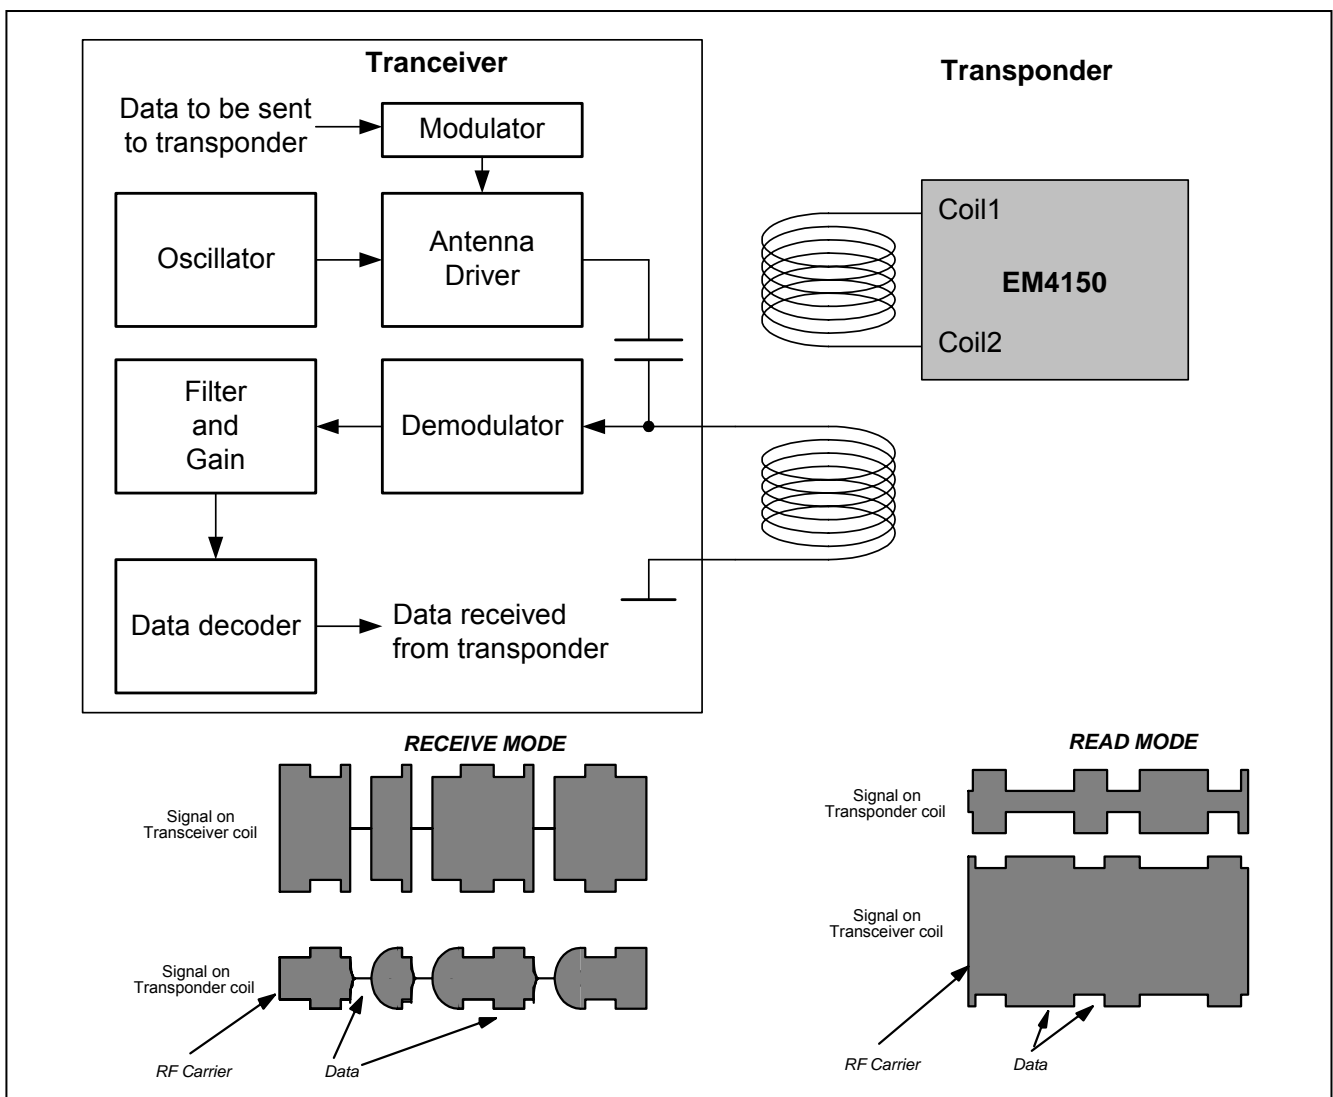 Tranceiver
Transponder
Data to be sent
to transponder
Modulator
Oscillator
Antenna
Driver
Coil1
EM4150
Coil2
Filter
and
Gain
Demodulator
Data decoder
Data received
from transponder
RECEIVE MODE
Signal on
Transceiver coil
Signal on
Transponder coil
RF Carrier
Data
READ MODE
Signal on
Transponder coil
Signal on
Transceiver coil
RF Carrier
Data